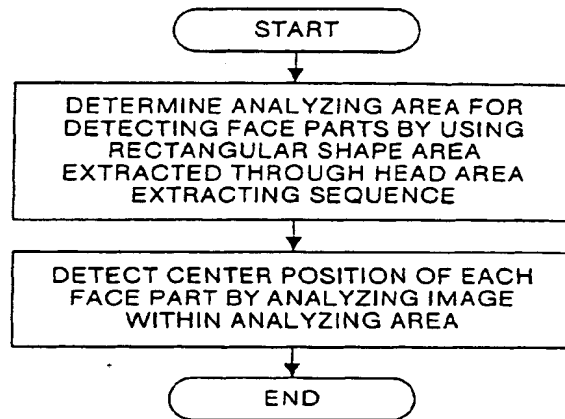 START
DETERMINE ANALYZING AREA FOR
DETECTING FACE PARTS BY USING
RECTANGULAR SHAPE AREA
EXTRACTED THROUGH HEAD AREA
EXTRACTING SEQUENCE
DETECT CENTER POSITION OF EACH
FACE PART BY ANALYZING IMAGE
WITHIN ANALYZING AREA
END